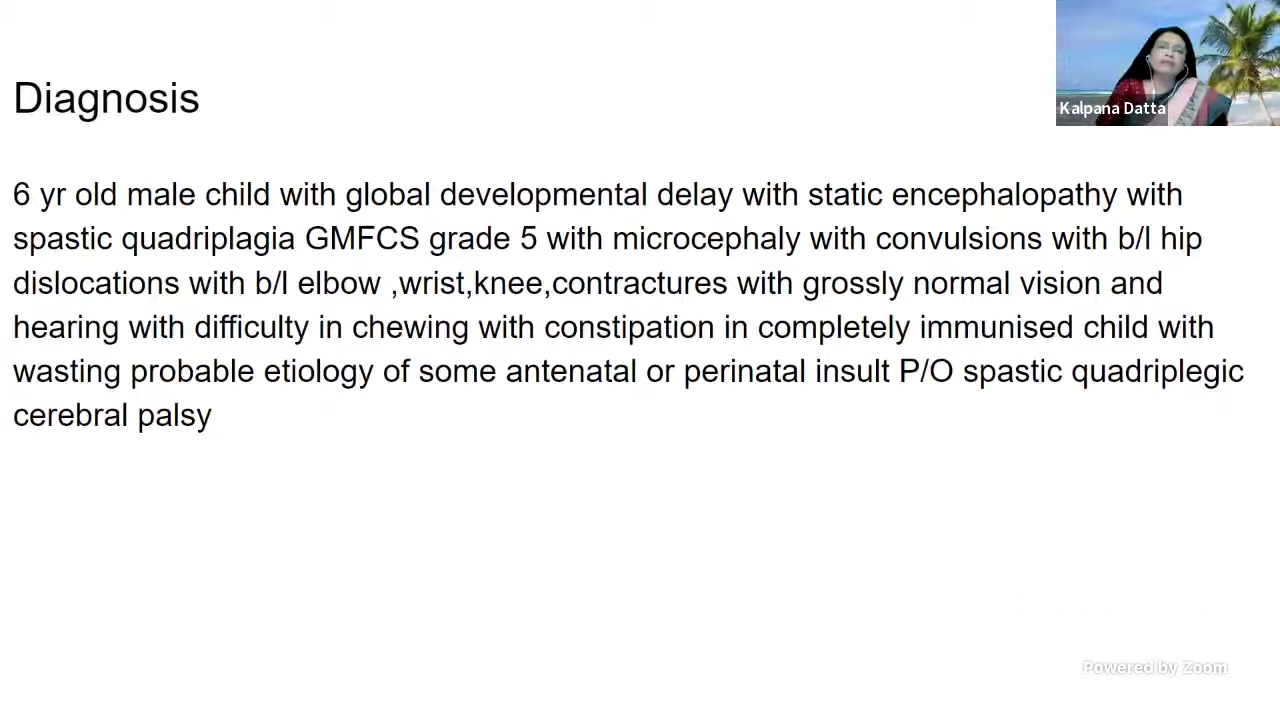 Kalpana Datta
Diagnosis
6 yr old male child with global developmental delay with static encephalopathy with
spastic quadriplagia GMFCS grade 5 with microcephaly with convulsions with b/l hip
dislocations with b/l elbow ,wrist,knee,contractures with grossly normal vision and
hearing with difficulty in chewing with constipation in completely immunised child with
wasting probable etiology of some antenatal or perinatal insult P/O spastic quadriplegic
cerebral palsy
Powered by Zoom